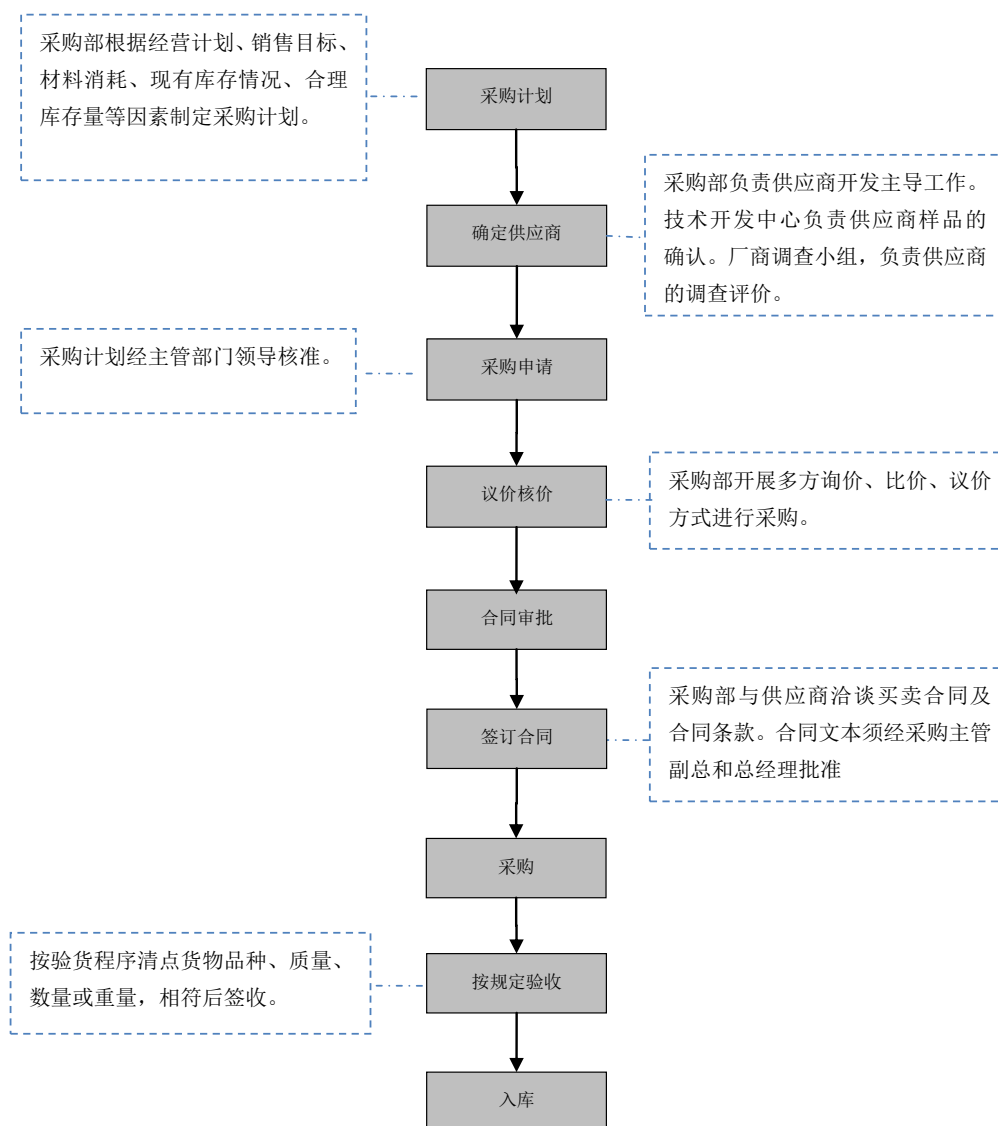 采购部根据经营计划、销售目标、
材料消耗、现有库存情况、合理
库存量等因素制定采购计划。
采购计划
采购部负责供应商开发主导工作。
技术开发中心负责供应商样品的
确认。厂商调查小组，负责供应商
的调查评价。
确定供应商
采购计划经主管部门领导核准。
采购申请
议价核价
采购部开展多方询价、比价、议价
方式进行采购。
合同审批
采购部与供应商洽谈买卖合同及
合同条款。合同文本须经采购主管
副总和总经理批准
签订合同
采购
按验货程序清点货物品种、质量、
数量或重量，相符后签收。
按规定验收
入库